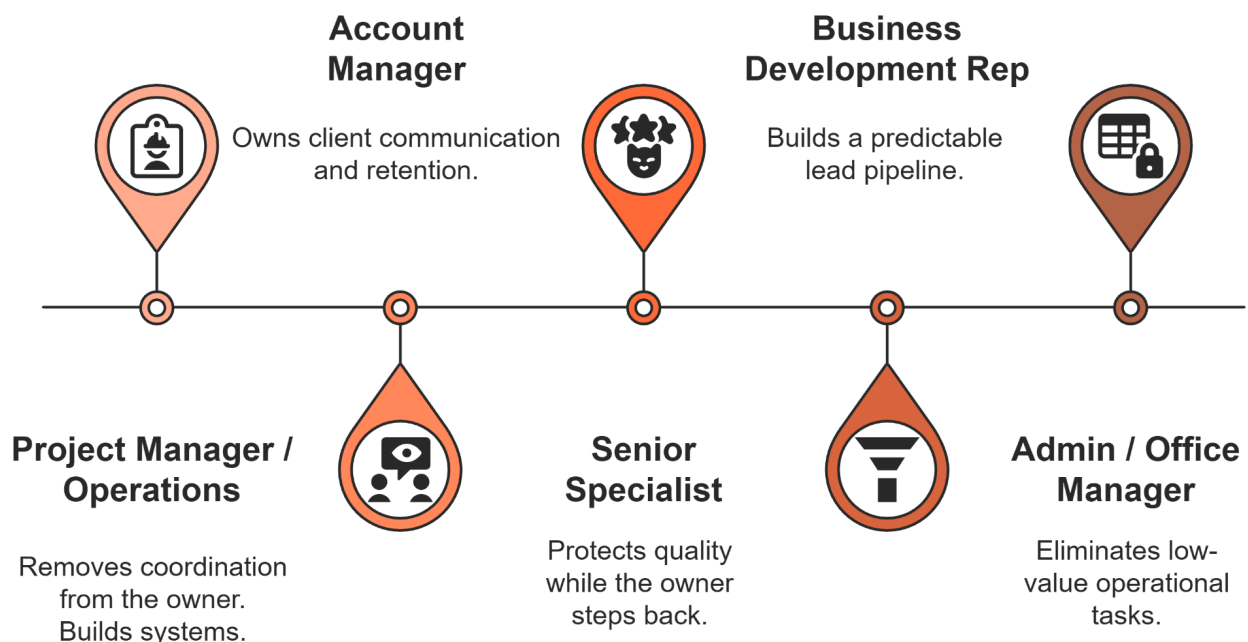 Project Manager /
Operations
Removes coordination
from the owner.
Builds systems.
Account
Manager
Owns client communication
and retention.
Senior
Specialist
Protects quality
while the owner
steps back.
Business
Development Rep
Builds a predictable
lead pipeline.
Admin / Office
Manager
Eliminates low-
value operational
tasks.